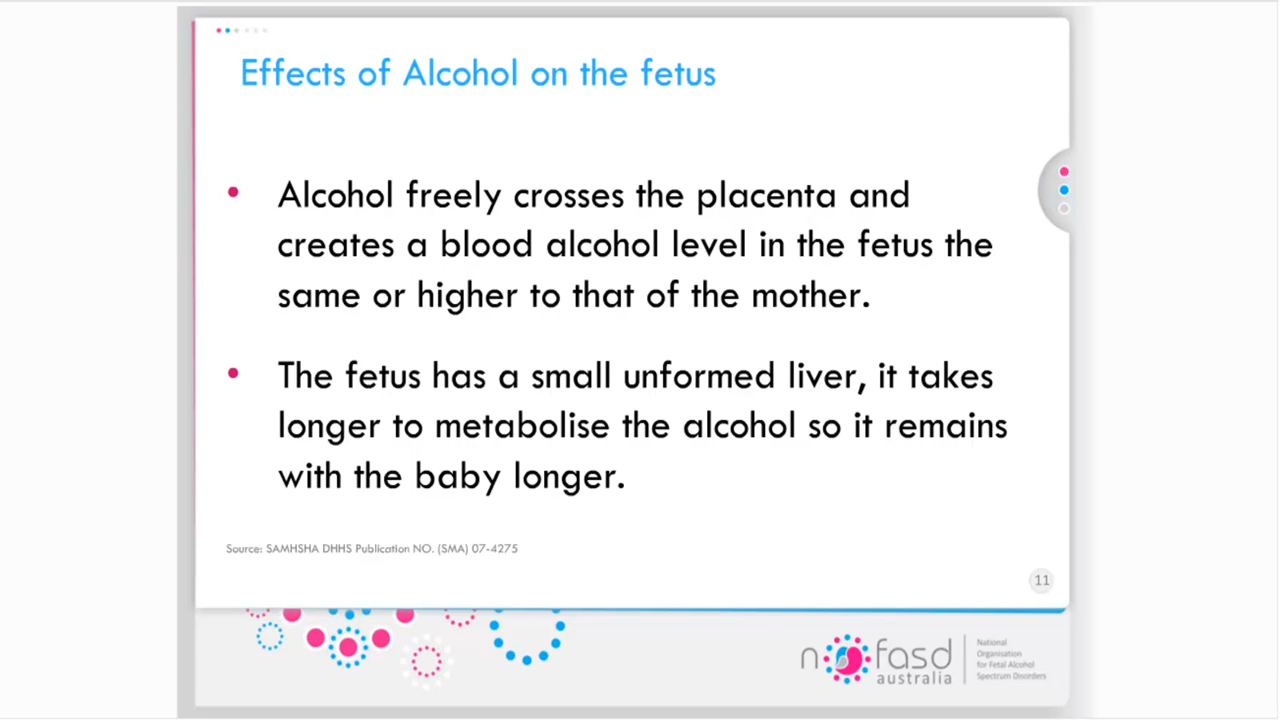 Effects of Alcohol on the fetus
• Alcohol freely crosses the placenta and
creates a blood alcohol level in the fetus the
same or higher to that of the mother.
• The fetus has a small unformed liver, it takes
longer to metabolise the alcohol so it remains
with the baby longer.
Source: SAMHSHA DHHS Publication NO. (SMA) 07-4275
11
nofasd
australia
National
Organisation
for Fetal Alcohol
Spectrum Disorders